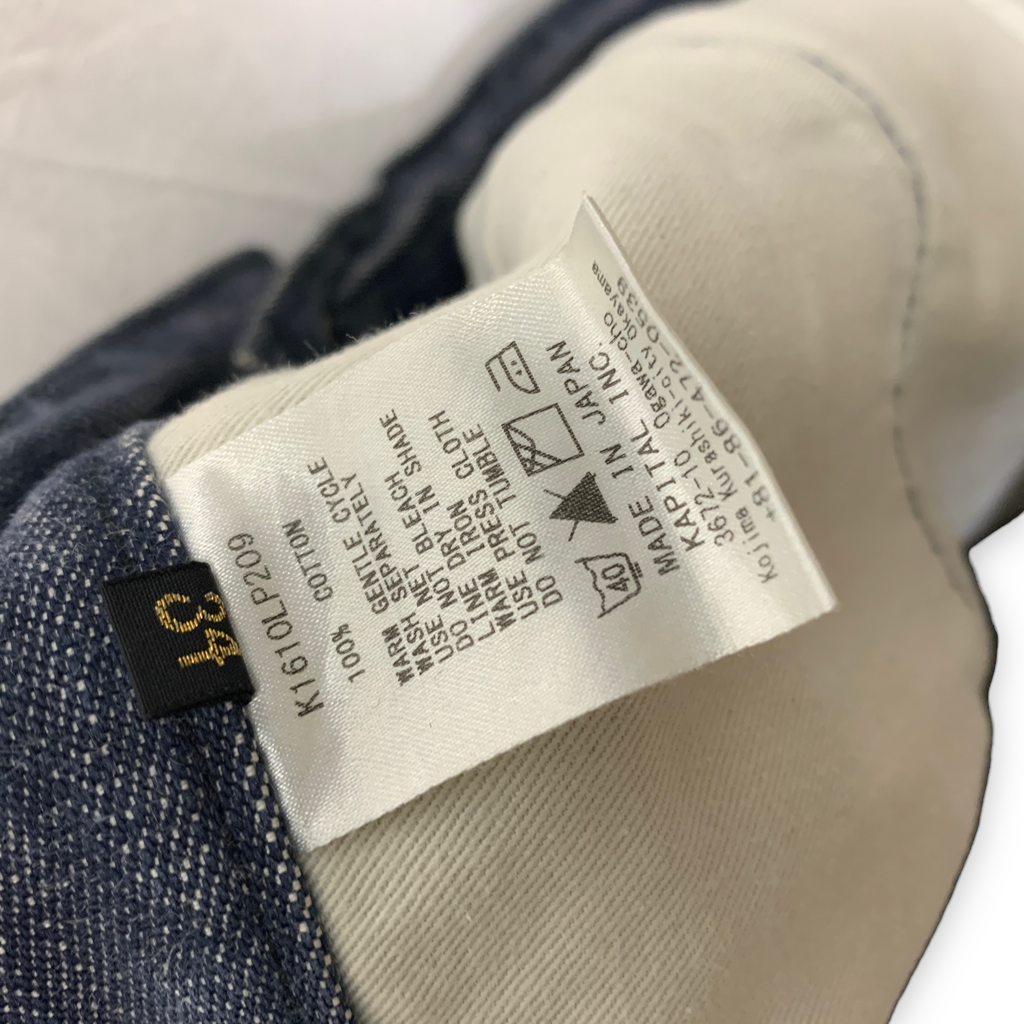 34
K1610LP209
100% COTTON
WARM GENTLE CYCLE
WASH SEPARATELY
USE NET
DO NOT BLEACH
LINE DRY IN SHADE
WARM IRON
USE PRESS CLOTH
DO NOT TUMBLE
40
MADE IN JAPAN
KAPITAL INC.
3672-10 Ogawa-cho
Kojima Kurashiki-city Okayama
+81-86-472-0539